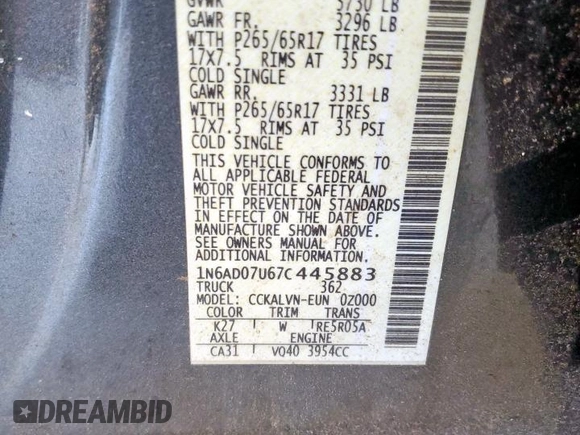 GVWR 5730 LB
GAWR FR. 3296 LB
WITH P265/65R17 TIRES
17X7.5 RIMS AT 35 PSI
COLD SINGLE
GAWR RR. 3331 LB
WITH P265/65R17 TIRES
17X7.5 RIMS AT 35 PSI
COLD SINGLE
THIS VEHICLE CONFORMS TO
ALL APPLICABLE FEDERAL
MOTOR VEHICLE SAFETY AND
THEFT PREVENTION STANDARDS
IN EFFECT ON THE DATE OF
MANUFACTURE SHOWN ABOVE.
SEE OWNERS MANUAL FOR
ADDITIONAL INFORMATION.
1N6AD07U67C445883
TRUCK 362
MODEL: CCKALVN-EUN 0Z000
COLOR TRIM TRANS
K27 W RE5R05A
AXLE ENGINE
CA31 VQ40 3954CC
DREAMBID